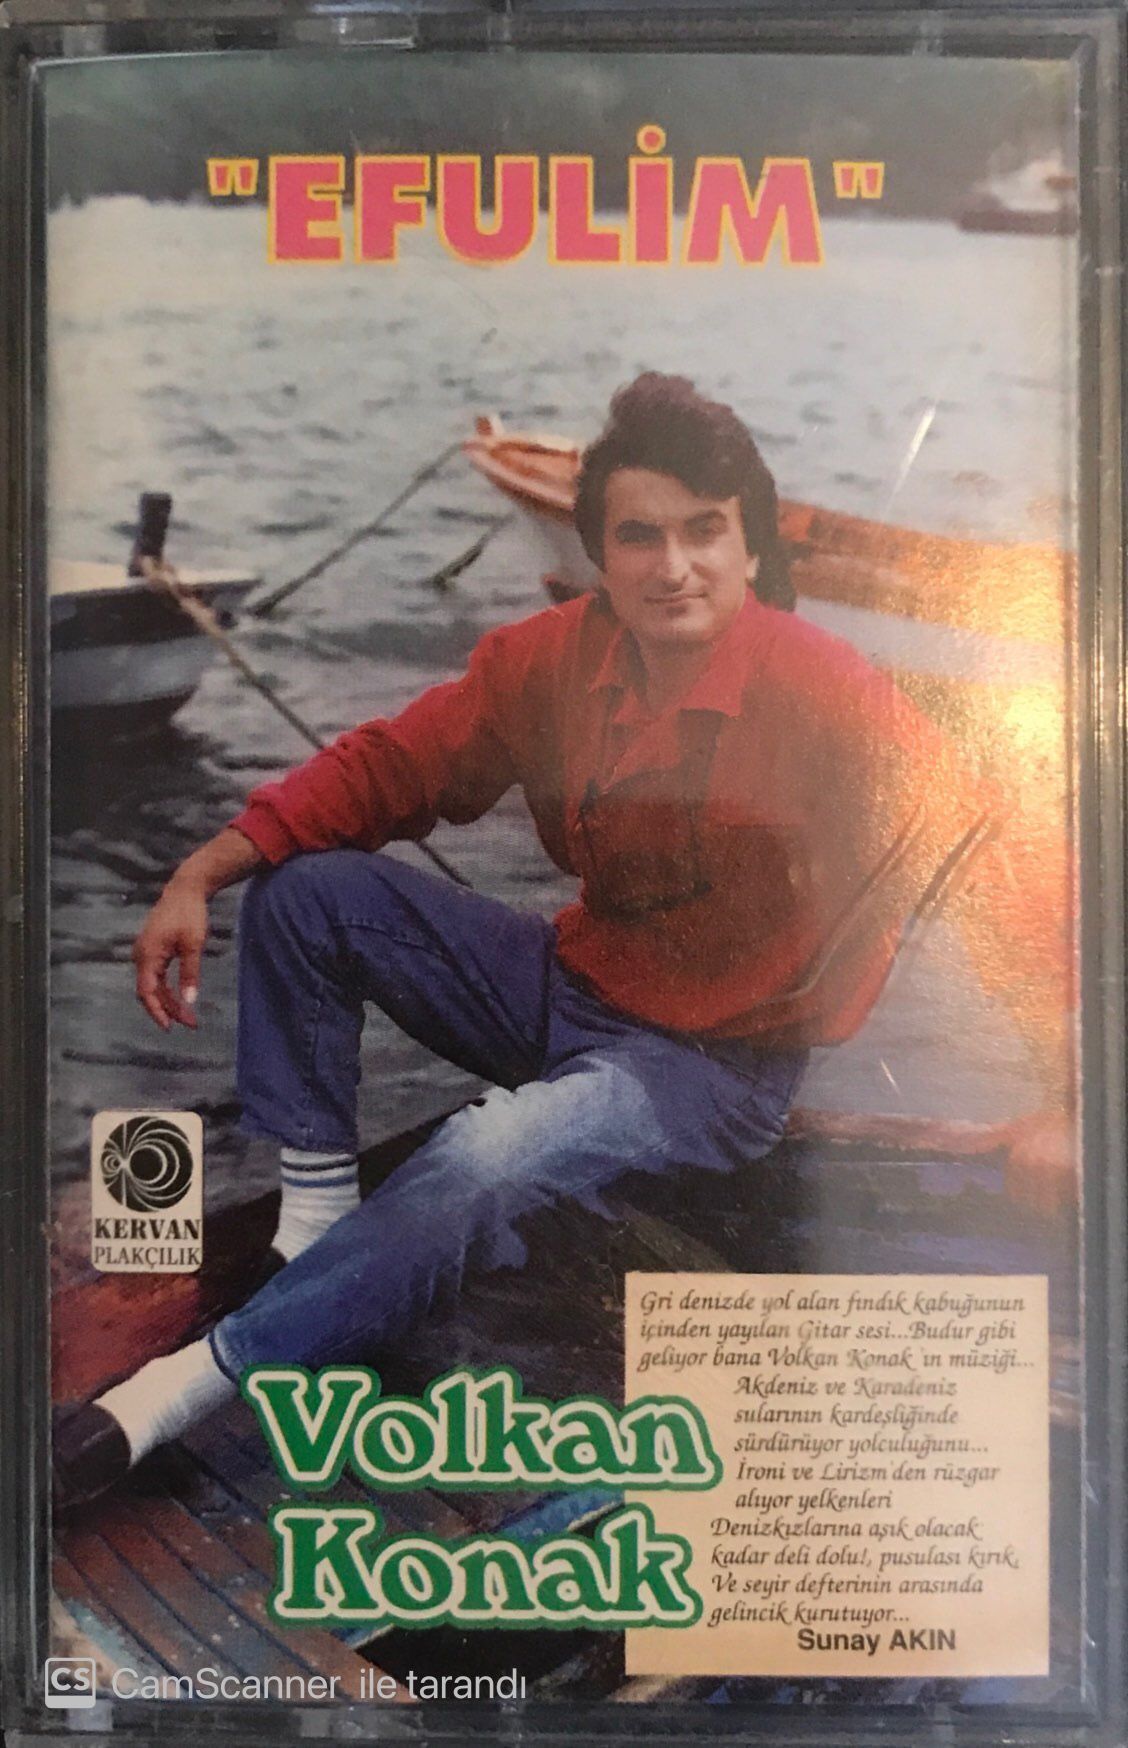 "EFULİM"
KERVAN
PLAKÇILIK
Gri denizde yol alan fındık kabuğunun
içinden yayılan Gitar sesi...Budur gibi
geliyor bana Volkan Konak 'ın müziği...
Akdeniz ve Karadeniz
sularının kardeşliğinde
sürdürüyor yolculuğunu...
İroni ve Lirizm'den rüzgar
alıyor yelkenleri
Denizkızlarına aşık olacak
kadar deli dolu!, pusulası kırık,
Ve seyir defterinin arasında
gelincik kurutuyor...
Sunay AKIN
Volkan
Konak
CS CamScanner ile tarandı